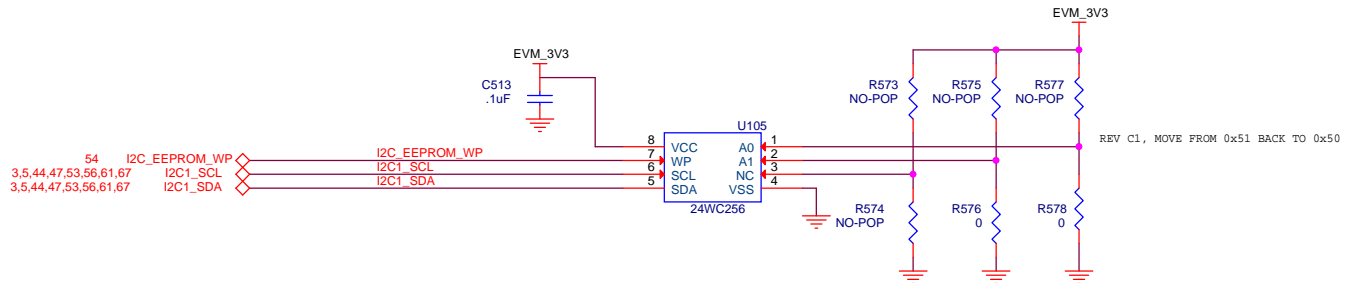 EVM_3V3
EVM_3V3
C513
.1uF
R573
NO-POP
R575
NO-POP
R577
NO-POP
U105
REV C1, MOVE FROM 0x51 BACK TO 0x50
8 VCC A0 1
54 I2C_EEPROM_WP I2C_EEPROM_WP 7 WP A1 2
3,5,44,47,53,56,61,67 I2C1_SCL I2C1_SCL 6 SCL NC 3
3,5,44,47,53,56,61,67 I2C1_SDA I2C1_SDA 5 SDA VSS 4
24WC256
R574
NO-POP
R576
0
R578
0